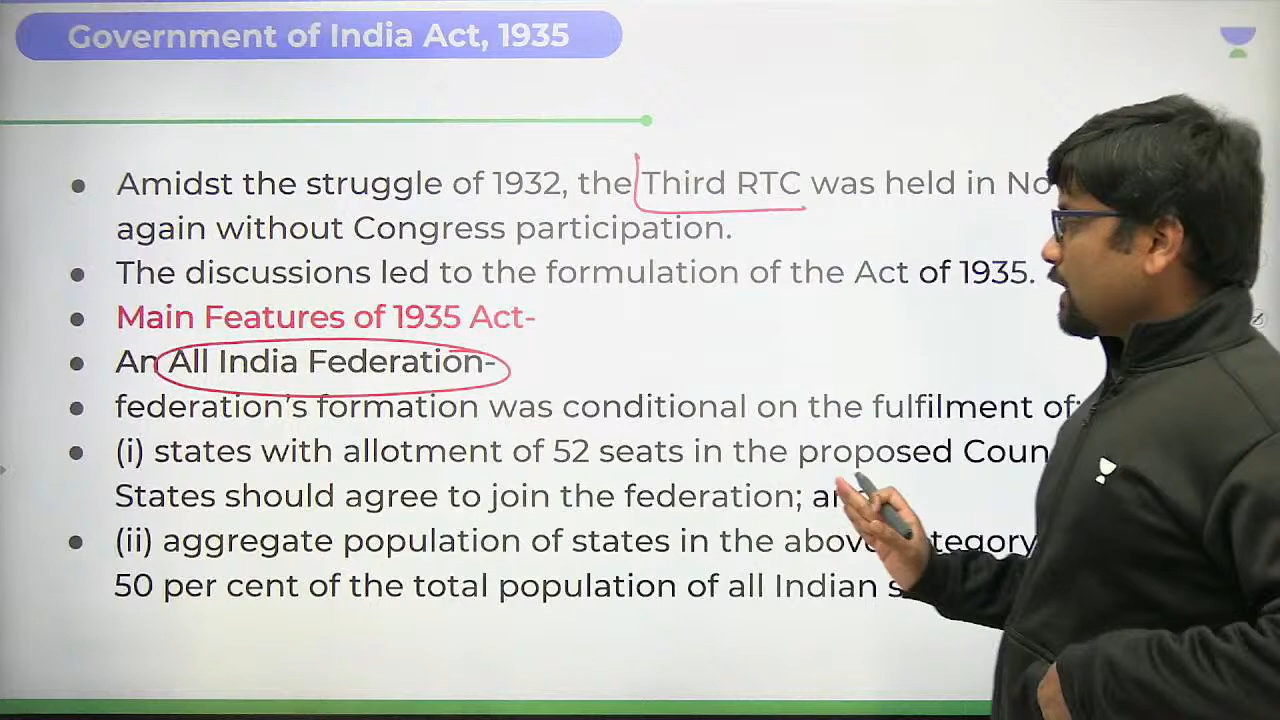 Government of India Act, 1935
Amidst the struggle of 1932, the Third RTC was held in
again without Congress participation.
The discussions led to the formulation of the Act of 1935.
Main Features of 1935 Act-
An All India Federation-
federation's formation was conditional on the fulfilment of:
(i) states with allotment of 52 seats in the proposed
States should agree to join the federation;
(ii) aggregate population of states in the above
50 per cent of the total population of all Indian